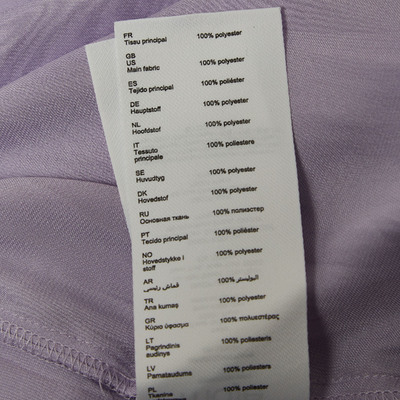 FR
Tissu principal 100% polyester
GB
US
Main fabric 100% polyester
ES
Tejido principal 100% poliéster
DE
Hauptstoff 100% polyester
NL
Hoofdstof 100% polyester
IT
Tessuto 100% poliestere
principale
SE
Huvudtyg 100% polyester
DK
Hovedstof 100% polyester
RU
Основная ткань 100% полиэстер
PT
Tecido principal 100% poliéster
NO
Hovedstykke i 100% polyester
stoff
AR
قماش رئيسي 100% البوليستر
TR
Ana kumaş 100% polyester
GR
Κύριο ύφασμα 100% πολυεστέρας
LT
Pagrindinis 100% poliesteris
audinys
LV
Pamataudums 100% poliesters
PL
Tkanina 100% poliester